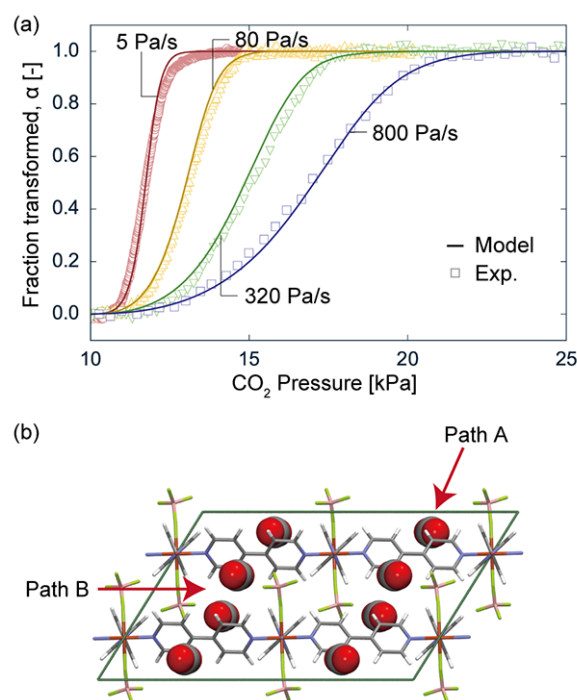 (a)
5 Pa/s
80 Pa/s
800 Pa/s
320 Pa/s
Model
Exp.
Fraction transformed, α [-]
1.0
0.8
0.6
0.4
0.2
0.0
10
15
20
25
CO₂ Pressure [kPa]
(b)
Path A
Path B